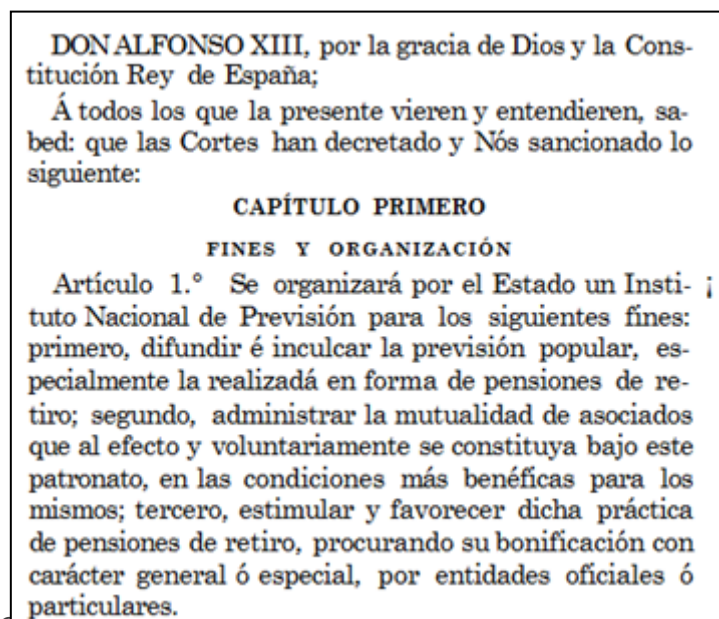 DON ALFONSO XIII, por la gracia de Dios y la Cons-
titución Rey de España;
Á todos los que la presente vieren y entendieren, sa-
bed: que las Cortes han decretado y Nós sancionado lo
siguiente:
CAPÍTULO PRIMERO
FINES Y ORGANIZACIÓN
Artículo 1.° Se organizará por el Estado un Insti- ¡
tuto Nacional de Previsión para los siguientes fines:
primero, difundir é inculcar la previsión popular, es-
pecialmente la realizadá en forma de pensiones de re-
tiro; segundo, administrar la mutualidad de asociados
que al efecto y voluntariamente se constituya bajo este
patronato, en las condiciones más benéficas para los
mismos; tercero, estimular y favorecer dicha práctica
de pensiones de retiro, procurando su bonificación con
carácter general ó especial, por entidades oficiales ó
particulares.